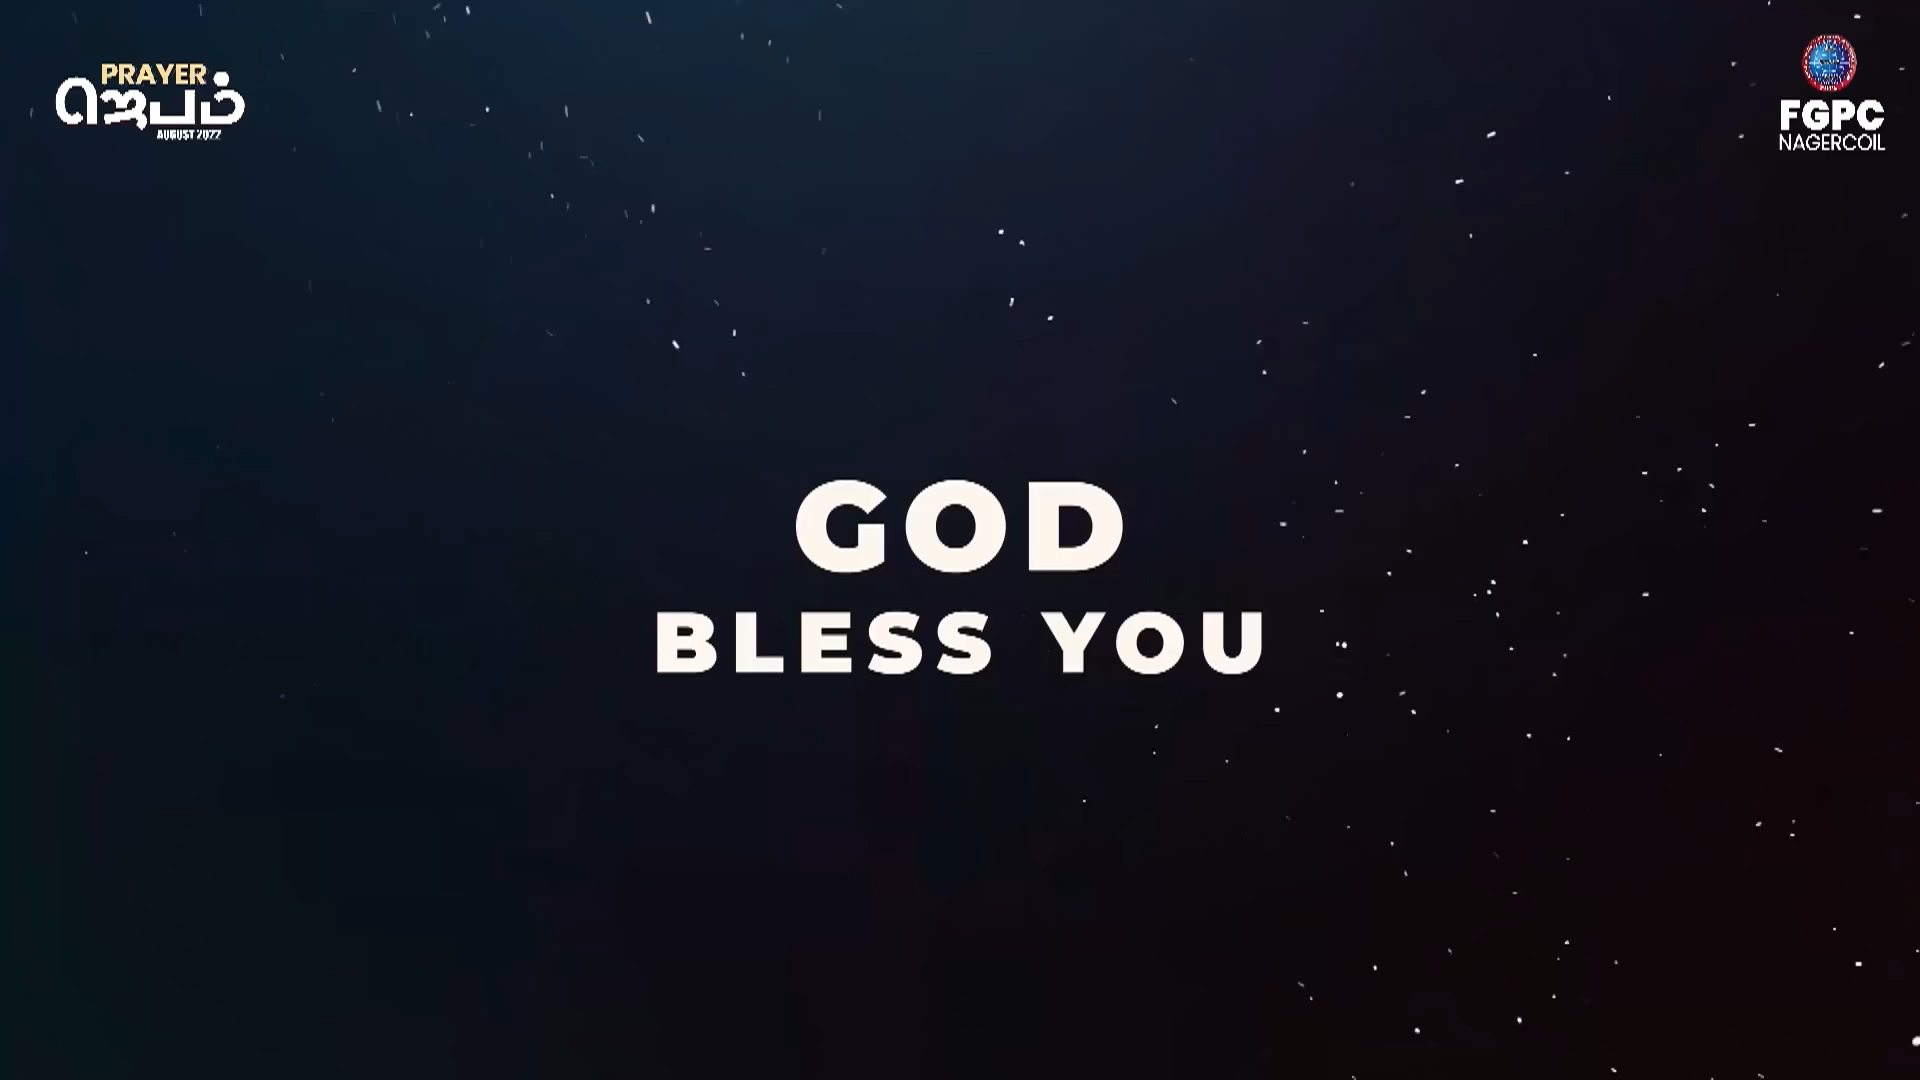 PRAYER
ஜெபம்
AUGUST 2022
FGPC
NAGERCOIL
GOD
BLESS YOU